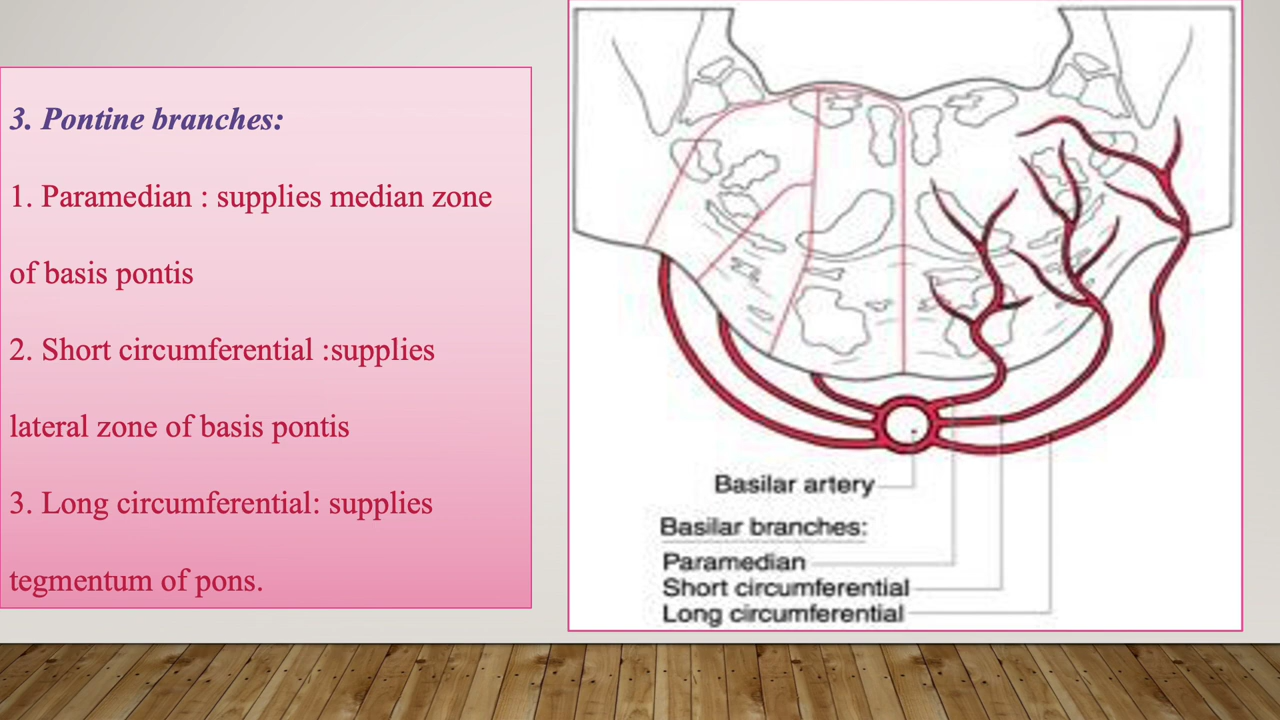 3. Pontine branches:
1. Paramedian : supplies median zone
of basis pontis
2. Short circumferential :supplies
lateral zone of basis pontis
3. Long circumferential: supplies
tegmentum of pons.
Basilar artery
Basilar branches:
Paramedian
Short circumferential
Long circumferential